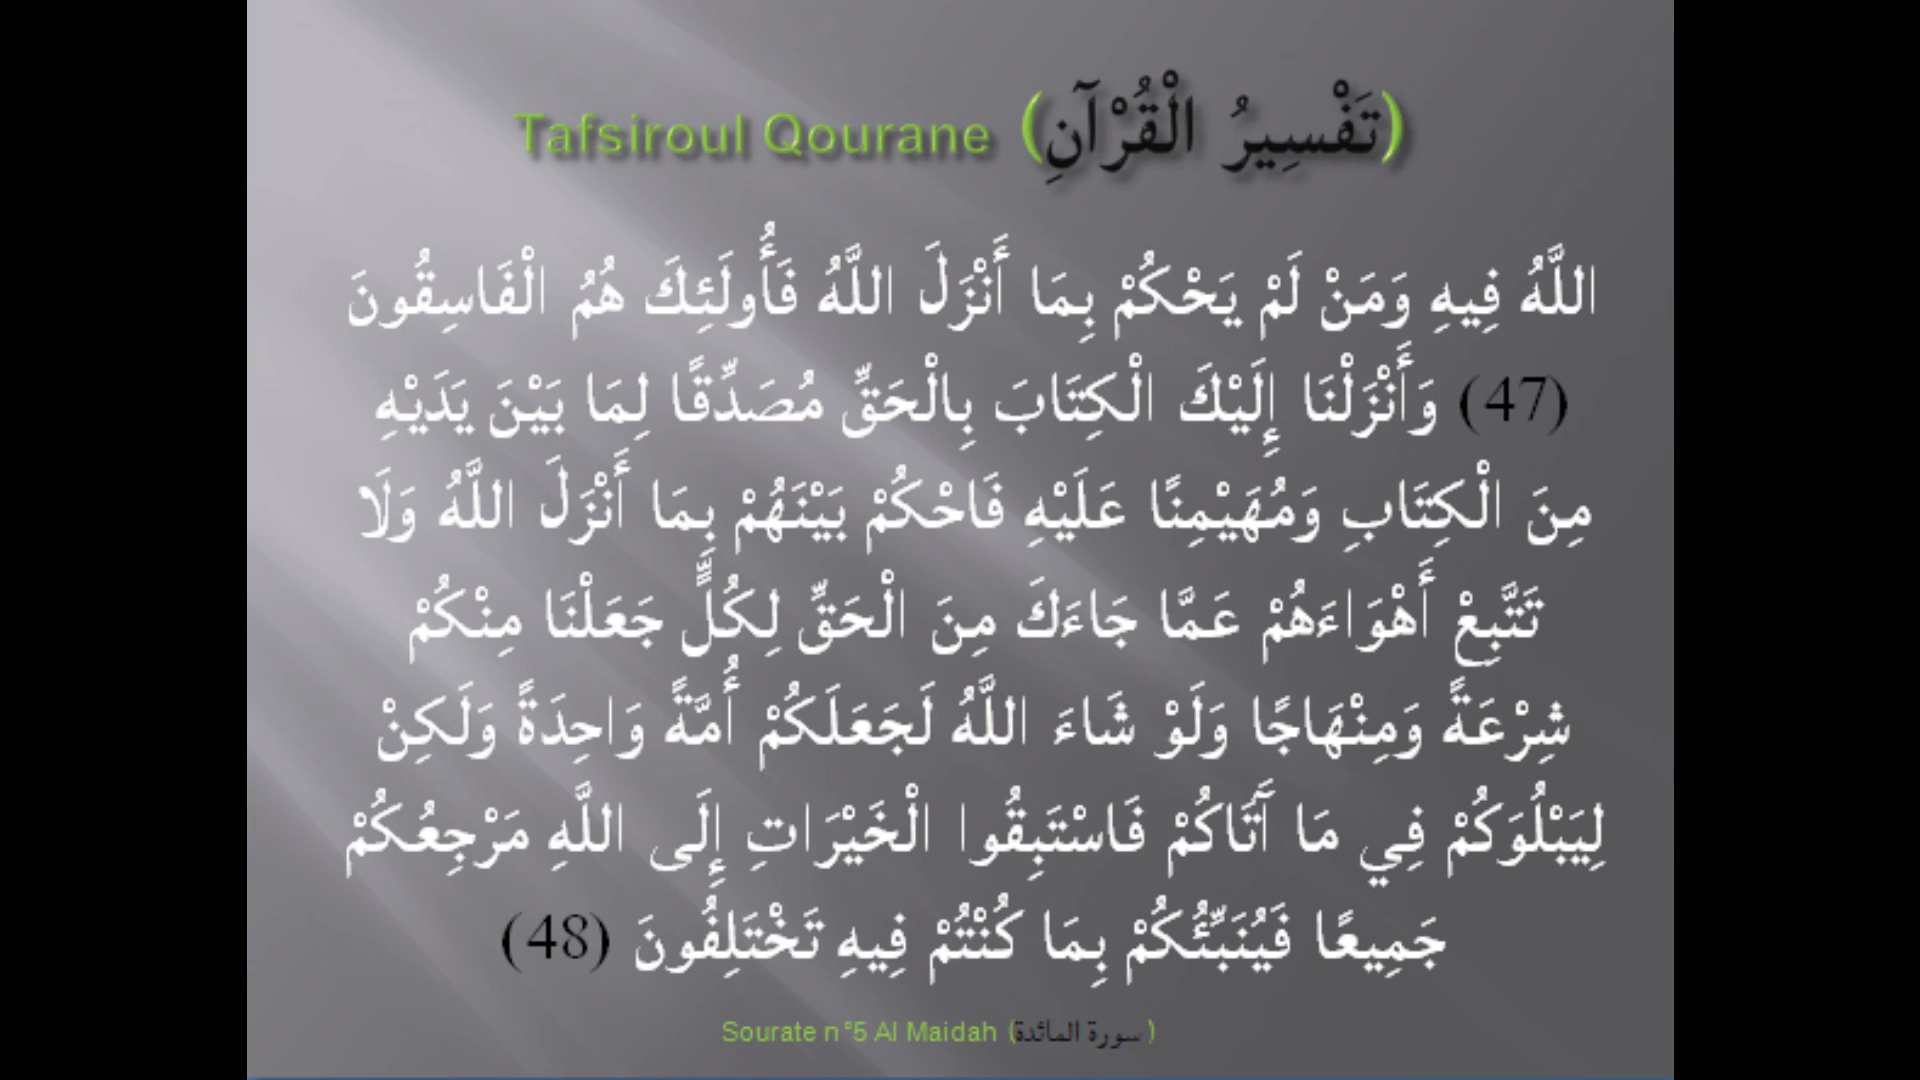 Tafsiroul Qourane (تَفْسِيرُ الْقُرْآنِ)
اللَّهُ فِيهِ وَمَنْ لَمْ يَحْكُمْ بِمَا أَنْزَلَ اللَّهُ فَأُولَئِكَ هُمُ الْفَاسِقُونَ
(47) وَأَنْزَلْنَا إِلَيْكَ الْكِتَابَ بِالْحَقِّ مُصَدِّقًا لِمَا بَيْنَ يَدَيْهِ
مِنَ الْكِتَابِ وَمُهَيْمِنًا عَلَيْهِ فَاحْكُمْ بَيْنَهُمْ بِمَا أَنْزَلَ اللَّهُ وَلَا
تَتَّبِعْ أَهْوَاءَهُمْ عَمَّا جَاءَكَ مِنَ الْحَقِّ لِكُلٍّ جَعَلْنَا مِنْكُمْ
شِرْعَةً وَمِنْهَاجًا وَلَوْ شَاءَ اللَّهُ لَجَعَلَكُمْ أُمَّةً وَاحِدَةً وَلَكِنْ
لِيَبْلُوَكُمْ فِي مَا آَتَاكُمْ فَاسْتَبِقُوا الْخَيْرَاتِ إِلَى اللَّهِ مَرْجِعُكُمْ
جَمِيعًا فَيُنَبِّئُكُمْ بِمَا كُنْتُمْ فِيهِ تَخْتَلِفُونَ (48)
Sourate n°5 Al Maidah (سورة المائدة)